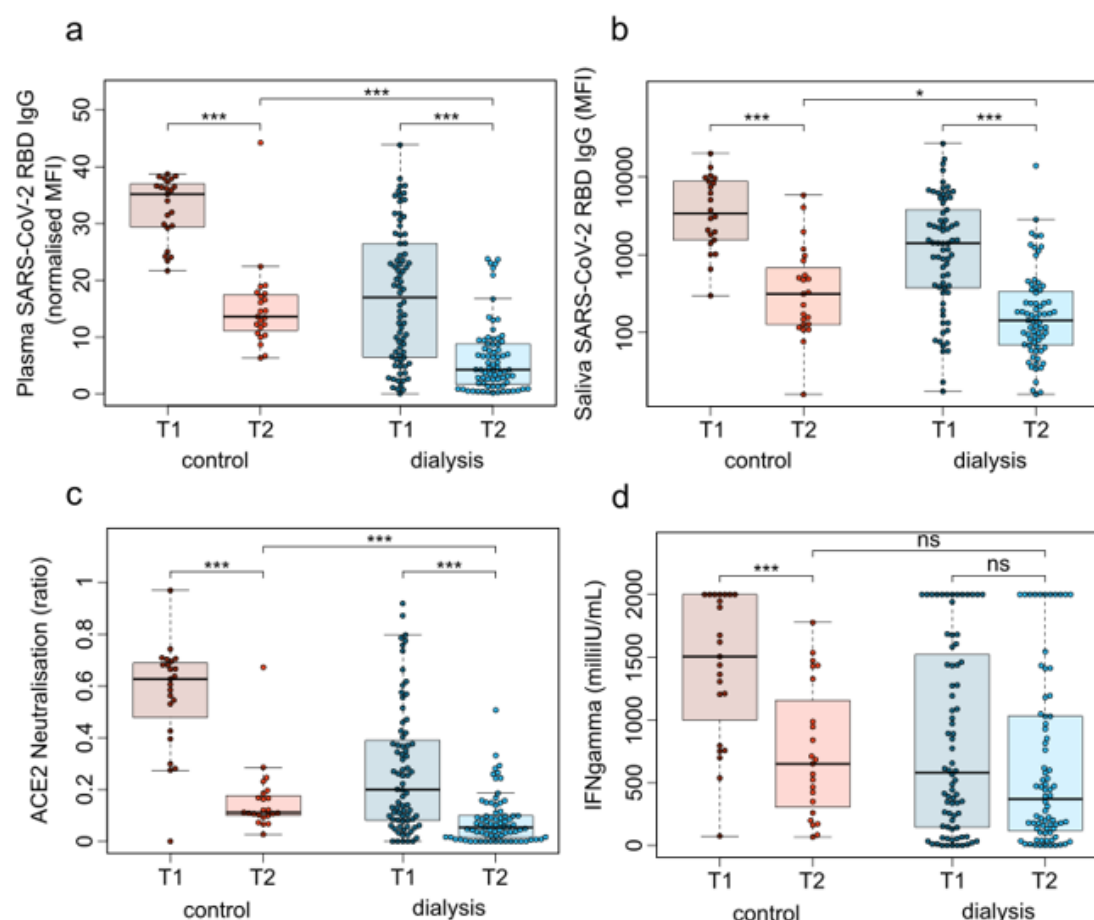 a
Plasma SARS-CoV-2 RBD IgG
(normalised MFI)
50
40
30
20
10
0
***
***
***
T1
T2
T1
T2
control
dialysis
b
Saliva SARS-CoV-2 RBD IgG (MFI)
10000
1000
100
***
*
***
T1
T2
T1
T2
control
dialysis
c
ACE2 Neutralisation (ratio)
1
0.8
0.6
0.4
0.2
0
***
***
***
T1
T2
T1
T2
control
dialysis
d
IFNgamma (milliIU/mL)
2000
1500
1000
500
0
***
ns
ns
T1
T2
T1
T2
control
dialysis